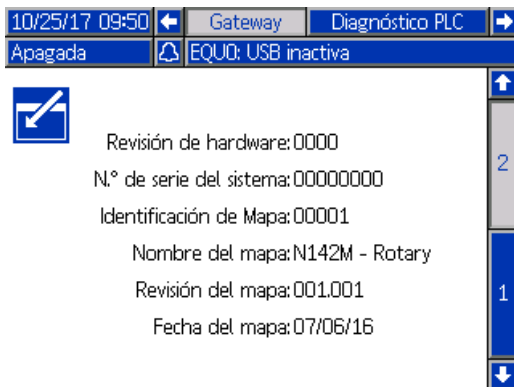 10/25/17 09:50 Gateway Diagnóstico PLC
Apagada EQU0: USB inactiva
Revisión de hardware: 0000
N.º de serie del sistema: 00000000
2
Identificación de Mapa: 00001
Nombre del mapa: N142M - Rotary
Revisión del mapa: 001.001
1
Fecha del mapa: 07/06/16